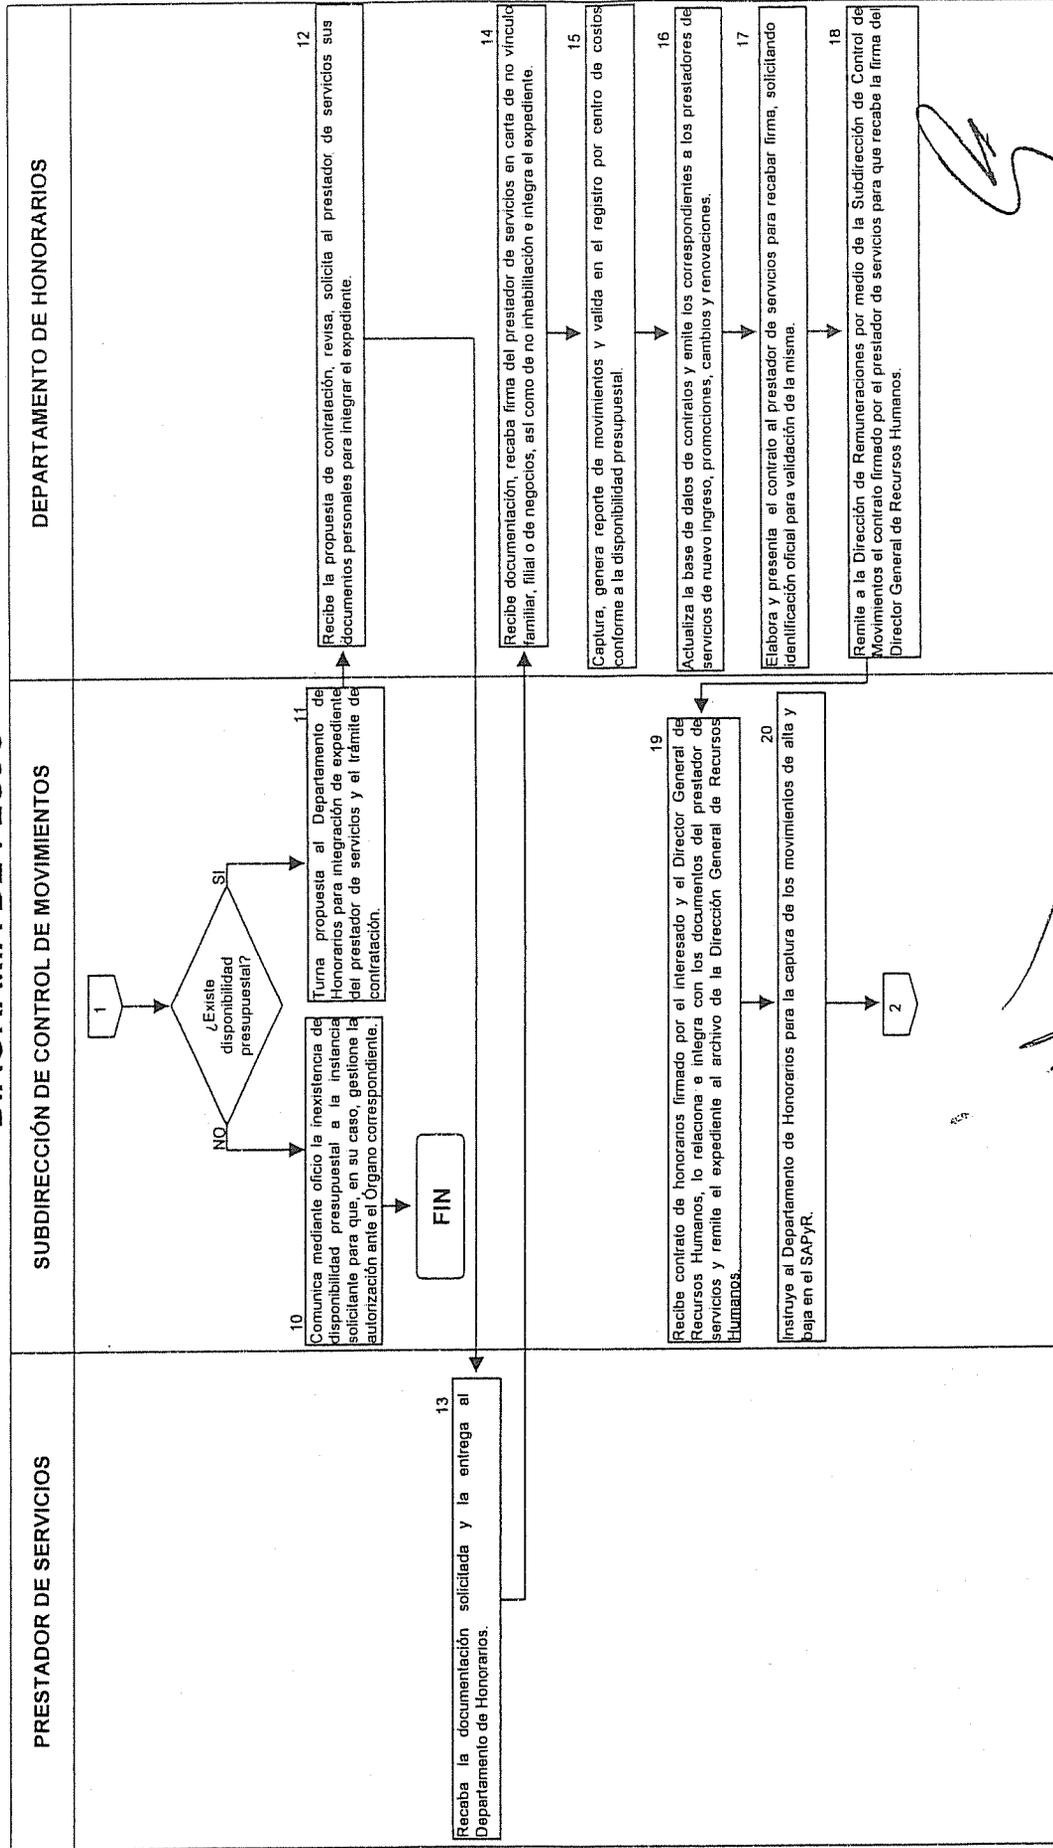 PRESTADOR DE SERVICIOS
SUBDIRECCIÓN DE CONTROL DE MOVIMIENTOS
DEPARTAMENTO DE HONORARIOS
1
¿Existe
disponibilidad
presupuestal?
NO
SI
10
Comunica mediante oficio la inexistencia de
disponibilidad presupuestal a la instancia
solicitante para que, en su caso, gestione la
autorización ante el Órgano correspondiente.
FIN
11
Turna propuesta al Departamento de
Honorarios para integración de expediente
del prestador de servicios y el trámite de
contratación.
12
Recibe la propuesta de contratación, revisa, solicita al prestador de servicios sus
documentos personales para integrar el expediente.
13
Recaba la documentación solicitada y la entrega al
Departamento de Honorarios.
14
Recibe documentación, recaba firma del prestador de servicios en carta de no vínculo
familiar, filial o de negocios, así como de no inhabilitación e integra el expediente.
15
Captura, genera reporte de movimientos y valida en el registro por centro de costos
conforme a la disponibilidad presupuestal.
16
Actualiza la base de datos de contratos y emite los correspondientes a los prestadores de
servicios de nuevo ingreso, promociones, cambios y renovaciones.
17
Elabora y presenta el contrato al prestador de servicios para recabar firma, solicitando
identificación oficial para validación de la misma.
18
Remite a la Dirección de Remuneraciones por medio de la Subdirección de Control de
Movimientos el contrato firmado por el prestador de servicios para que recabe la firma del
Director General de Recursos Humanos.
19
Recibe contrato de honorarios firmado por el interesado y el Director General de
Recursos Humanos, lo relaciona e integra con los documentos del prestador de
servicios y remite el expediente al archivo de la Dirección General de Recursos
Humanos.
20
Instruye al Departamento de Honorarios para la captura de los movimientos de alta y
baja en el SAPyR.
2